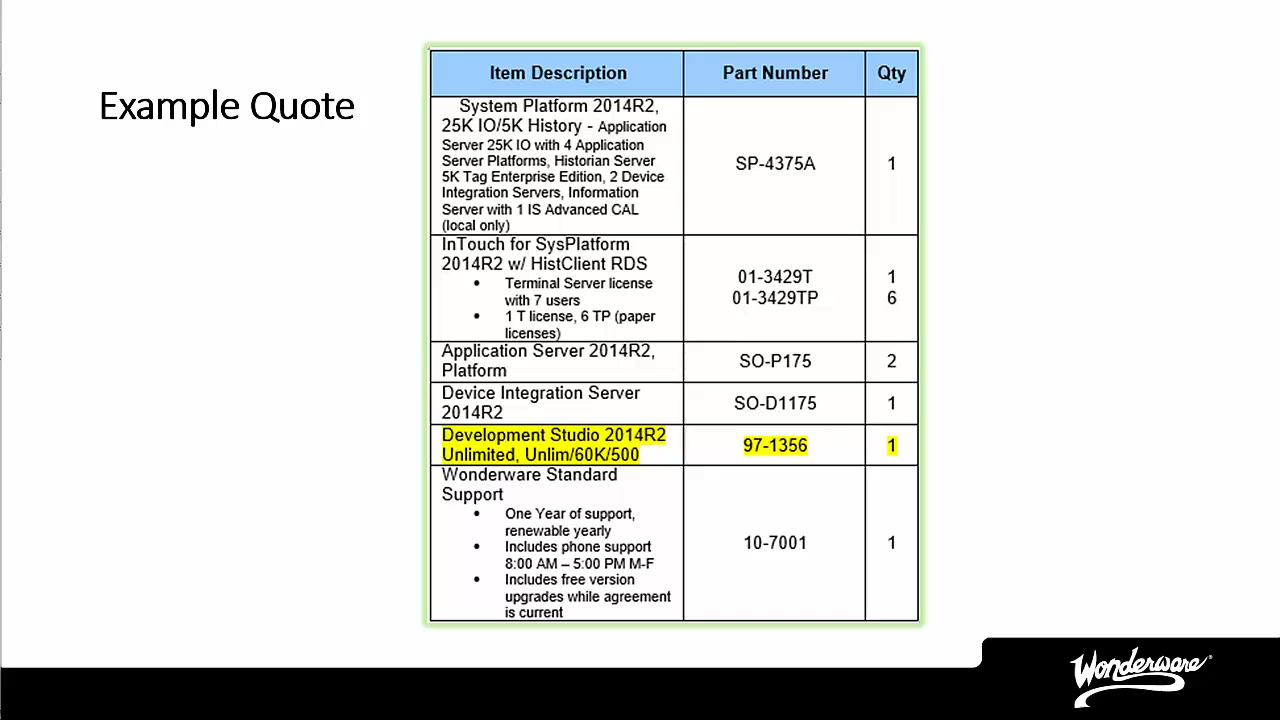 Example Quote
Item Description Part Number Qty
System Platform 2014R2,
25K IO/5K History - Application
Server 25K IO with 4 Application
Server Platforms, Historian Server
5K Tag Enterprise Edition, 2 Device
Integration Servers, Information
Server with 1 IS Advanced CAL
(local only)
SP-4375A
1
InTouch for SysPlatform
2014R2 w/ HistClient RDS
• Terminal Server license
with 7 users
• 1 T license, 6 TP (paper
licenses)
01-3429T
01-3429TP
1
6
Application Server 2014R2,
Platform
SO-P175
2
Device Integration Server
2014R2
SO-D1175
1
Development Studio 2014R2
Unlimited, Unlim/60K/500
97-1356
1
Wonderware Standard
Support
• One Year of support,
renewable yearly
• Includes phone support
8:00 AM – 5:00 PM M-F
• Includes free version
upgrades while agreement
is current
10-7001
1
Wonderware®